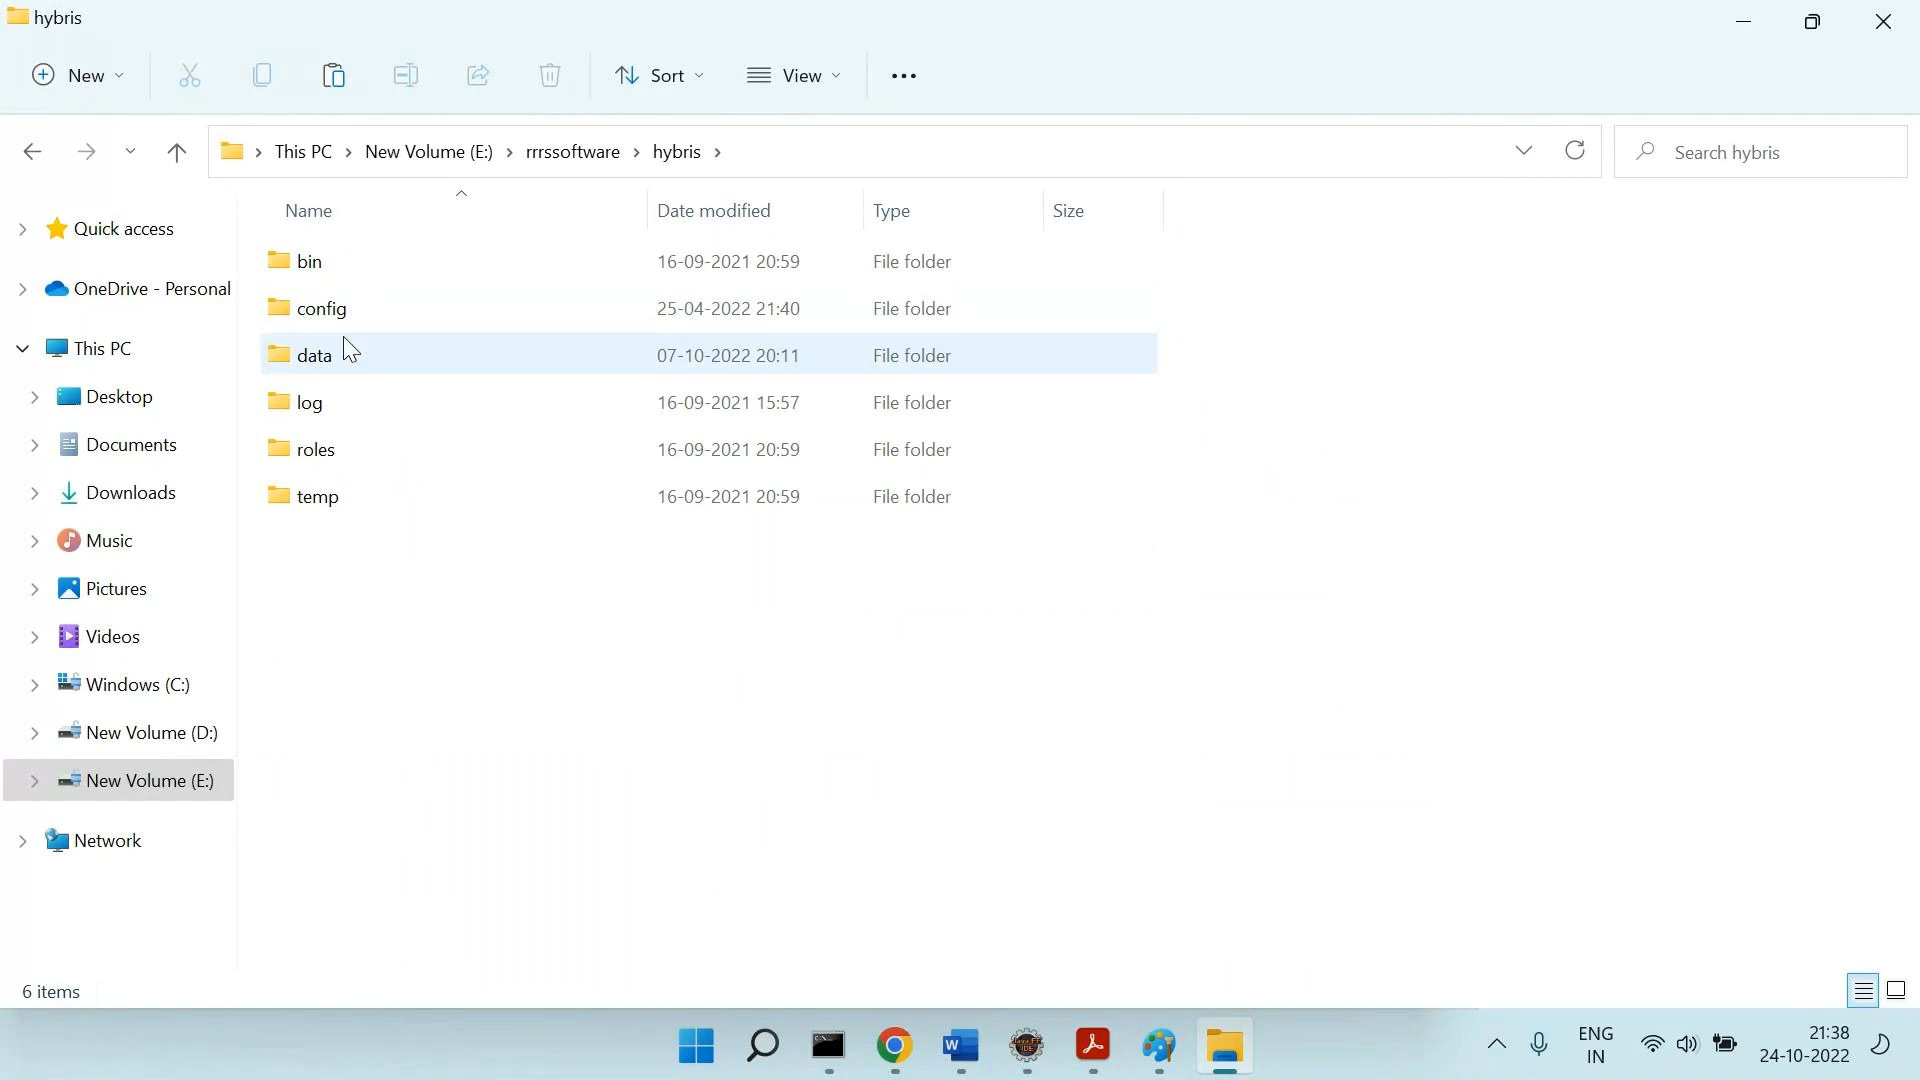 hybris
New
Sort
View
This PC > New Volume (E:) > rrrssoftware > hybris >
Search hybris
Name
Date modified
Type
Size
Quick access
OneDrive - Personal
This PC
Desktop
Documents
Downloads
Music
Pictures
Videos
Windows (C:)
New Volume (D:)
New Volume (E:)
Network
bin 16-09-2021 20:59 File folder
config 25-04-2022 21:40 File folder
data 07-10-2022 20:11 File folder
log 16-09-2021 15:57 File folder
roles 16-09-2021 20:59 File folder
temp 16-09-2021 20:59 File folder
6 items
ENG
IN
21:38
24-10-2022